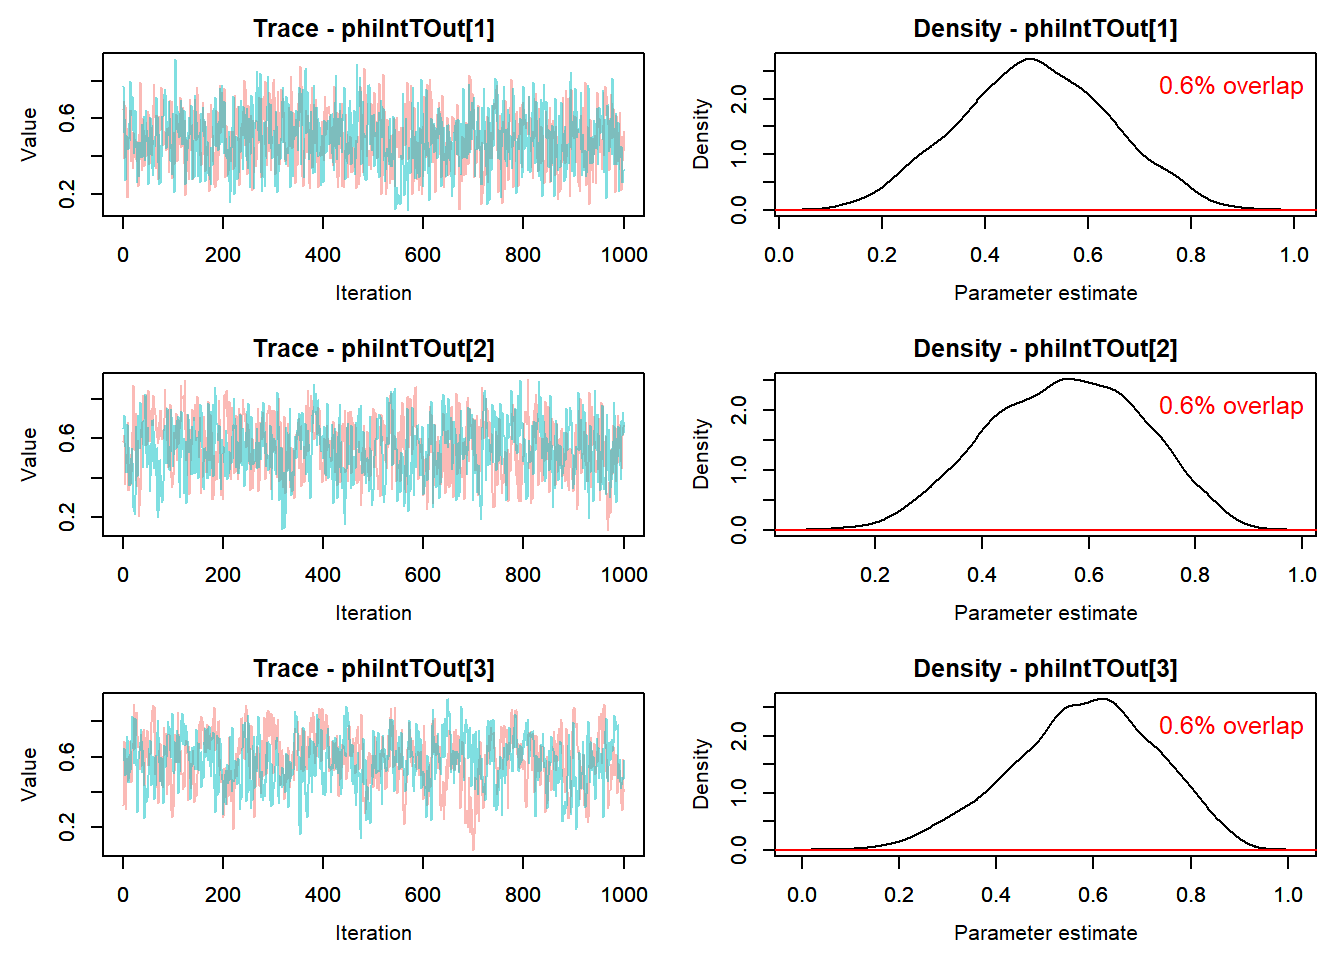 Trace - phiIntTOut[1]
Value
0.2 0.6
0 200 400 600 800 1000
Iteration
Density - phiIntTOut[1]
0.6% overlap
Density
0.0 1.0 2.0
0.0 0.2 0.4 0.6 0.8 1.0
Parameter estimate
Trace - phiIntTOut[2]
Value
0.2 0.6
0 200 400 600 800 1000
Iteration
Density - phiIntTOut[2]
0.6% overlap
Density
0.0 1.0 2.0
0.2 0.4 0.6 0.8 1.0
Parameter estimate
Trace - phiIntTOut[3]
Value
0.2 0.6
0 200 400 600 800 1000
Iteration
Density - phiIntTOut[3]
0.6% overlap
Density
0.0 1.0 2.0
0.0 0.2 0.4 0.6 0.8 1.0
Parameter estimate